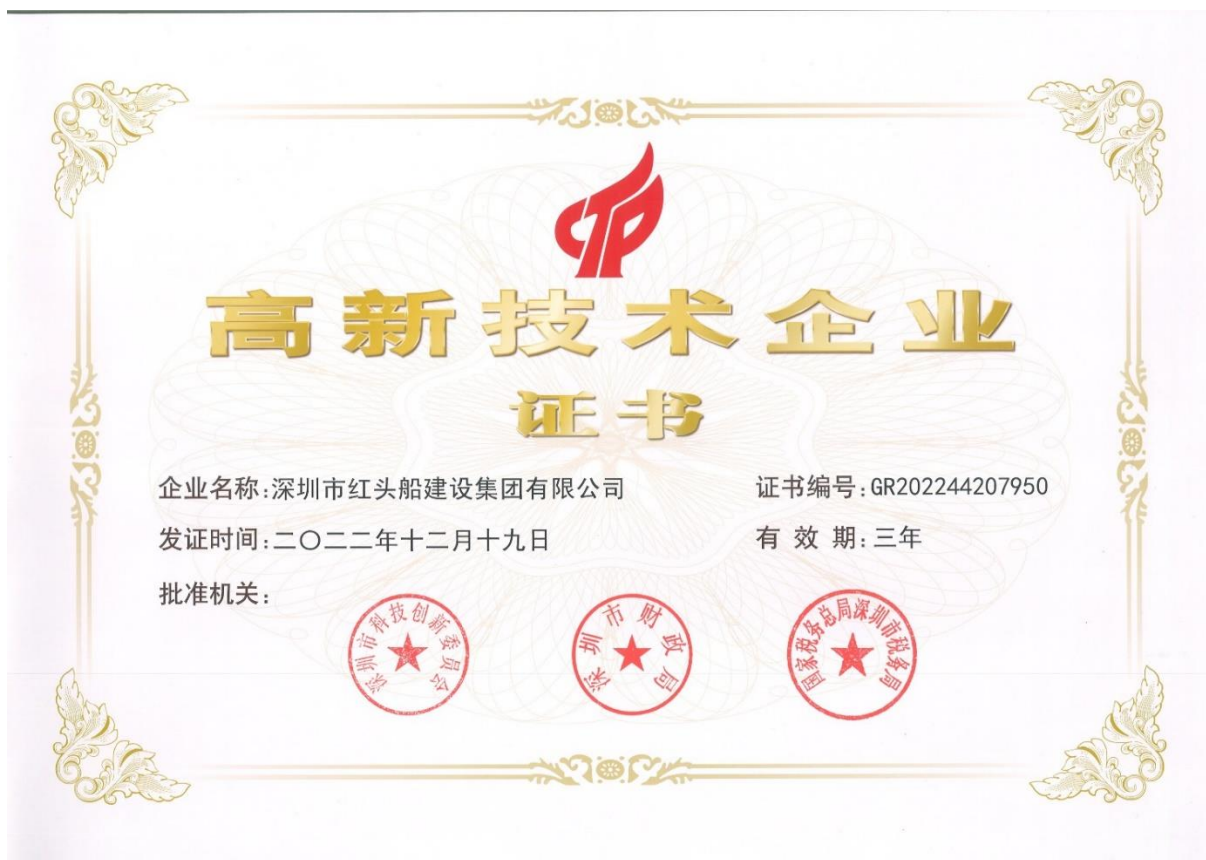 高新技术企业
证书
企业名称:深圳市红头船建设集团有限公司 证书编号:GR202244207950
发证时间:二〇二二年十二月十九日 有 效 期:三年
批准机关:
深圳市科技创新委员会
深圳市财政局
国家税务总局深圳市税务局